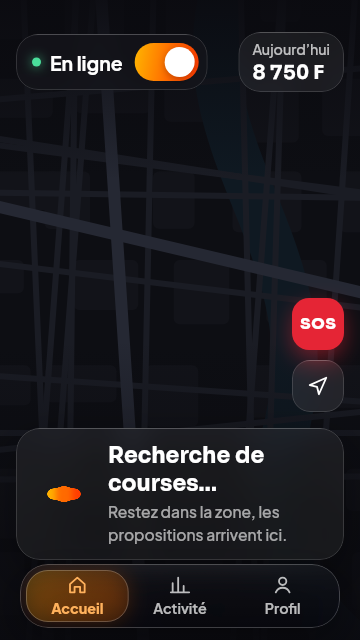 En ligne
Aujourd'hui
8 750 F
SOS
Recherche de
courses...
Restez dans la zone, les
propositions arrivent ici.
Accueil
Activité
Profil